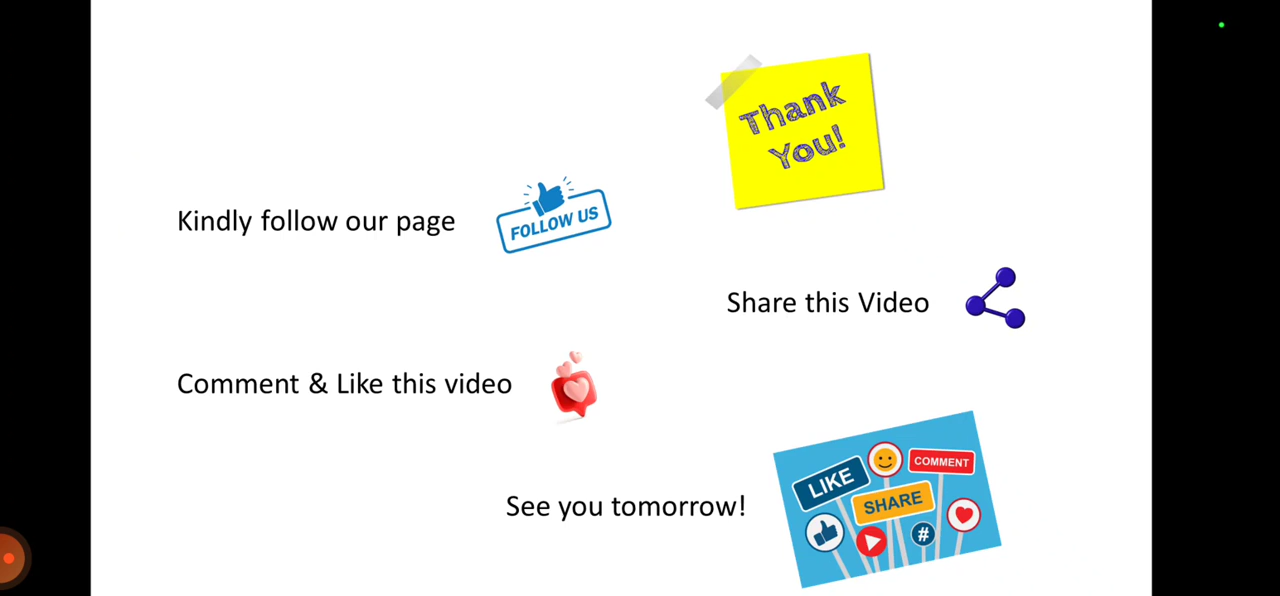 Thank
You!
Kindly follow our page
FOLLOW US
Share this Video
Comment & Like this video
See you tomorrow!
LIKE
COMMENT
SHARE
#